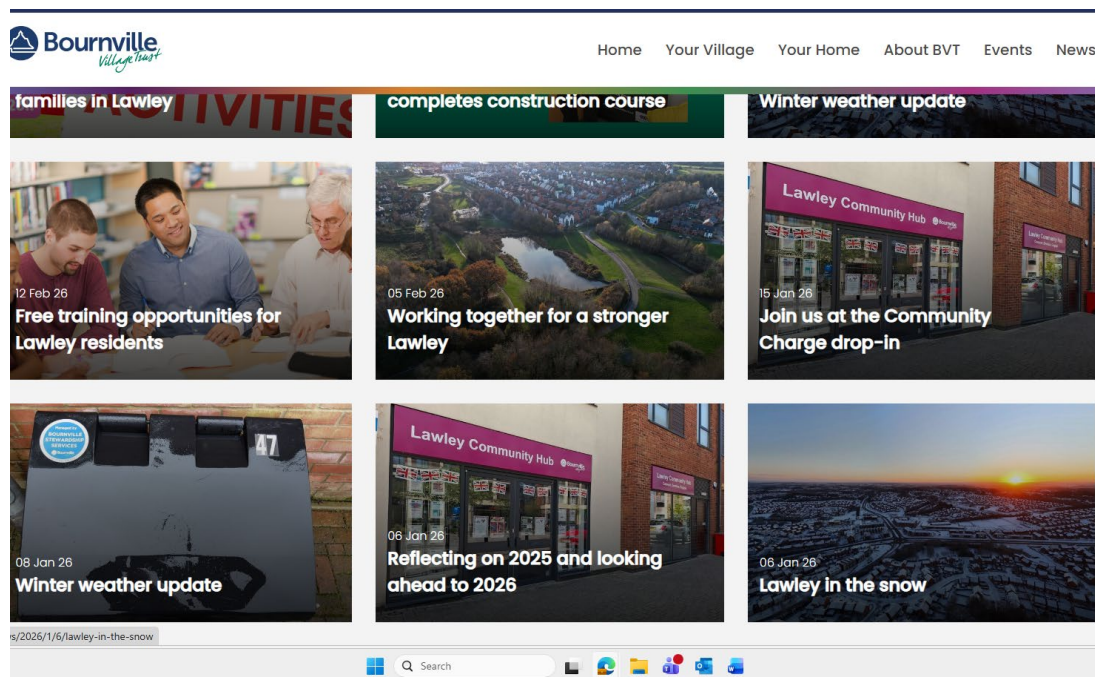 Bournville
Village Trust
Home Your Village Your Home About BVT Events News
families in Lawley
ACTIVITIES
completes construction course
Winter weather update
12 Feb 26
Free training opportunities for
Lawley residents
05 Feb 26
Working together for a stronger
Lawley
Lawley Community Hub
15 Jan 26
Join us at the Community
Charge drop-in
BOURNVILLE
STEWARDSHIP
SERVICES
47
08 Jan 26
Winter weather update
Lawley Community Hub
06 Jan 26
Reflecting on 2025 and looking
ahead to 2026
06 Jan 26
Lawley in the snow
s/2026/1/6/lawley-in-the-snow
Search